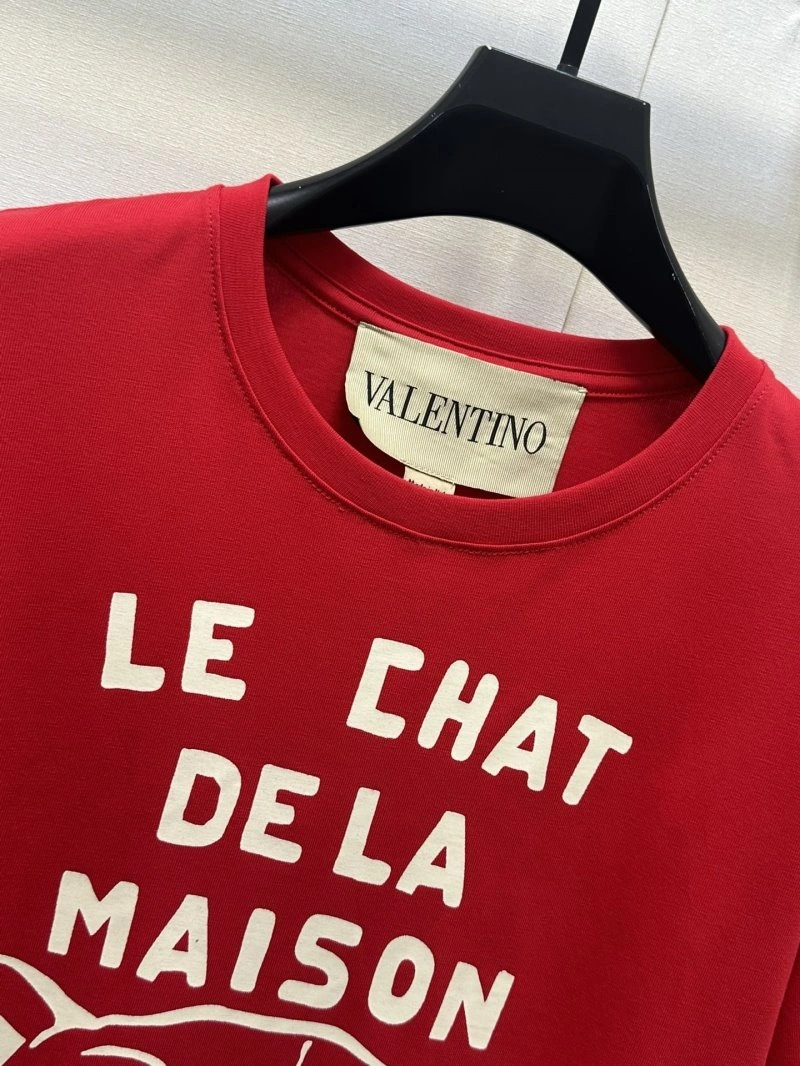 VALENTINO
LE CHAT
DE LA
MAISON